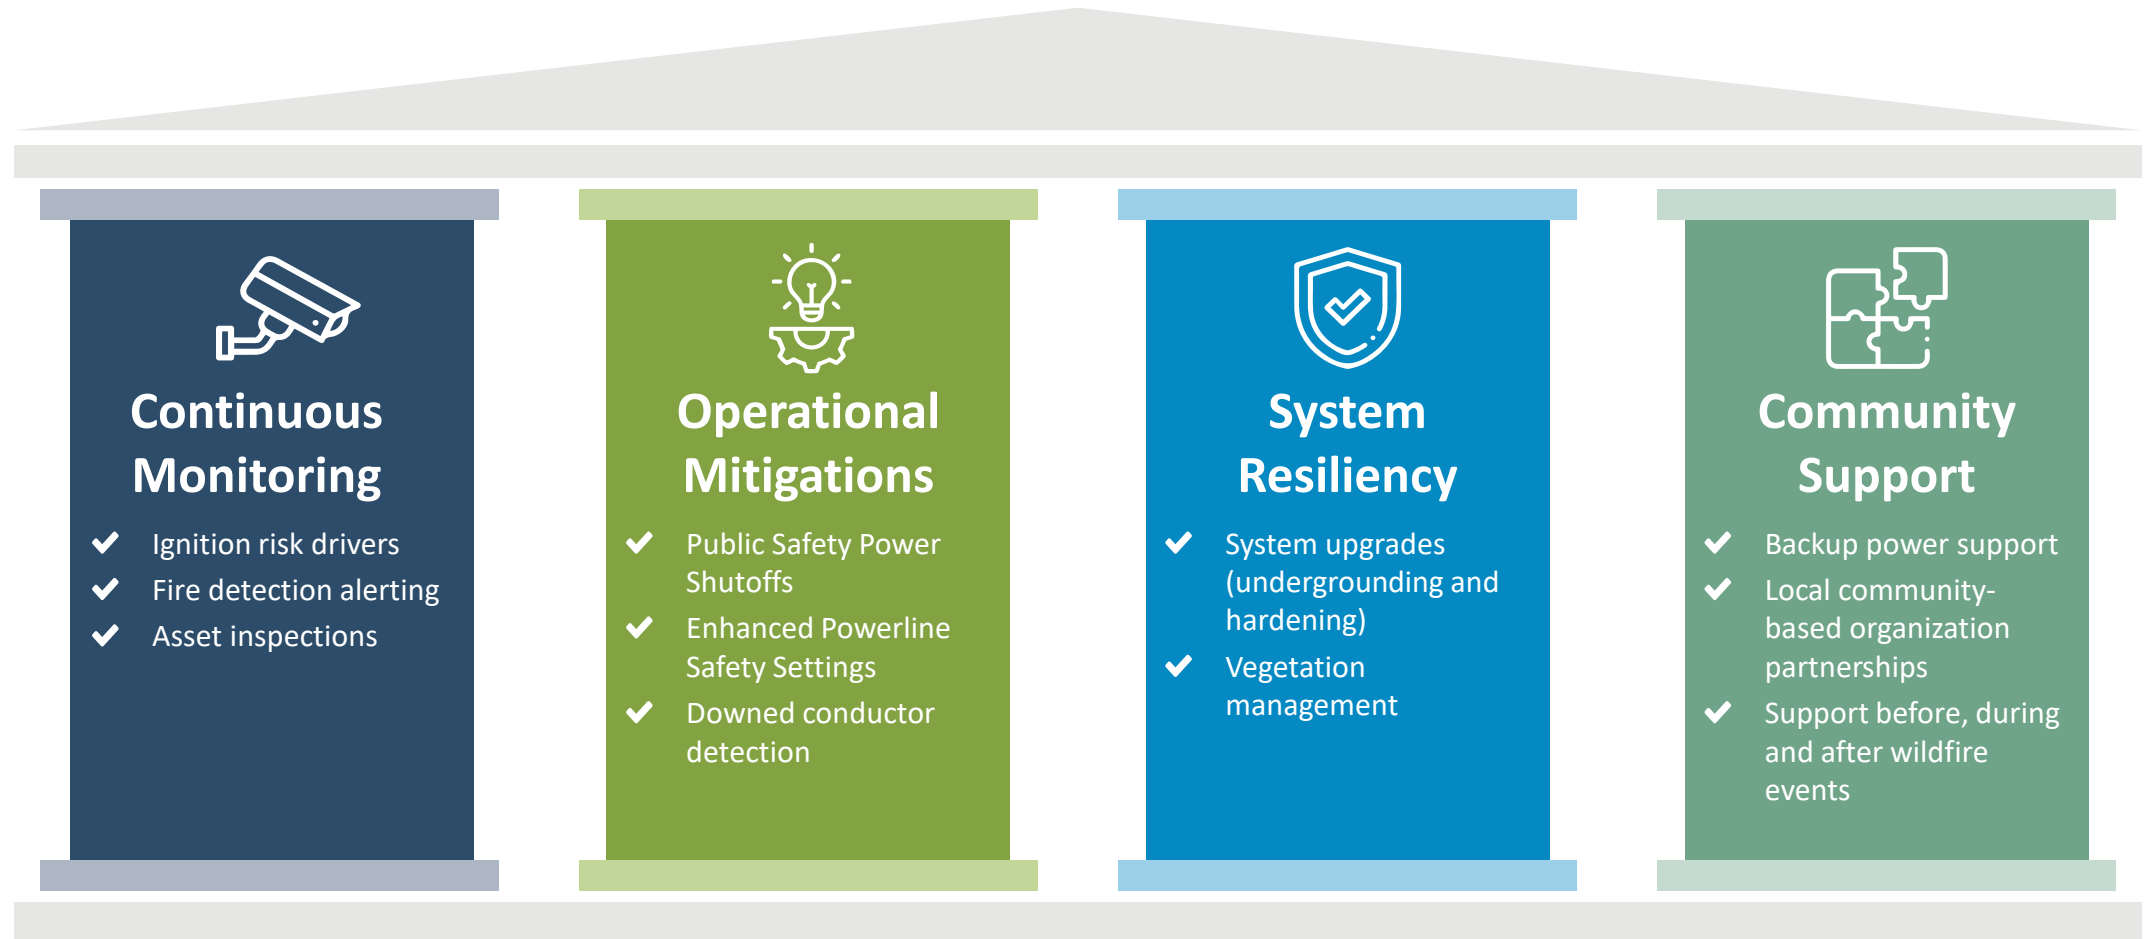 Continuous
Monitoring
Ignition risk drivers
Fire detection alerting
Asset inspections
Operational
Mitigations
Public Safety Power
Shutoffs
Enhanced Powerline
Safety Settings
Downed conductor
detection
System
Resiliency
System upgrades
(undergrounding and
hardening)
Vegetation
management
Community
Support
Backup power support
Local community-
based organization
partnerships
Support before, during
and after wildfire
events